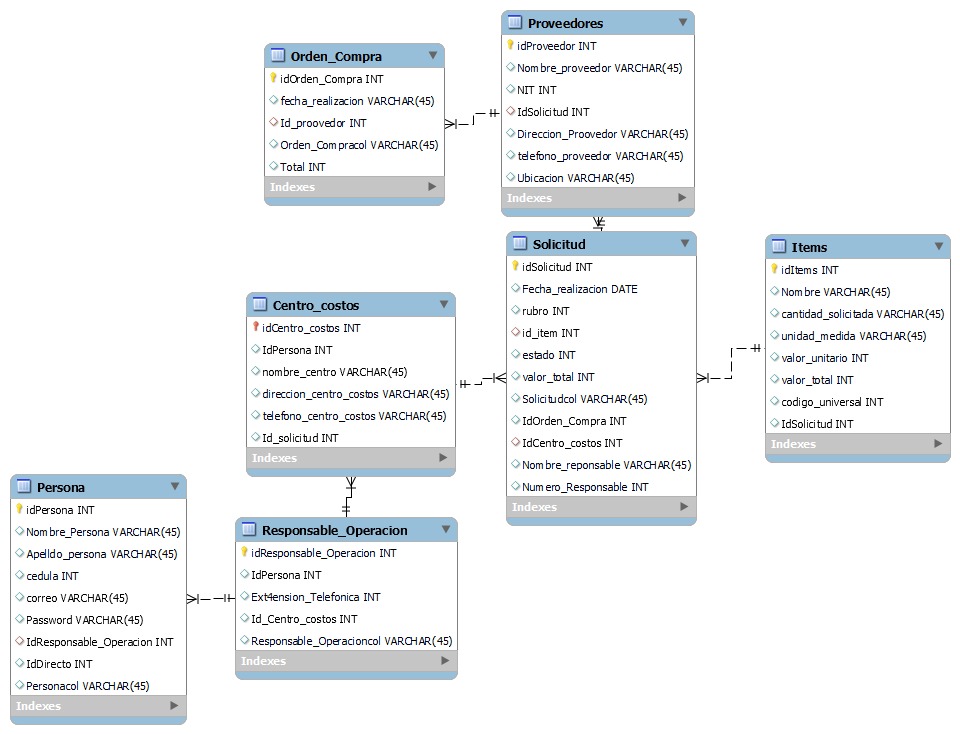 Proveedores
idProveedor INT
Nombre_proveedor VARCHAR(45)
NIT INT
IdSolicitud INT
Direccion_Proovedor VARCHAR(45)
telefono_proveedor VARCHAR(45)
Ubicacion VARCHAR(45)
Indexes
Orden_Compra
idOrden_Compra INT
fecha_realizacion VARCHAR(45)
Id_proovedor INT
Orden_Compracol VARCHAR(45)
Total INT
Indexes
Solicitud
idSolicitud INT
Fecha_realizacion DATE
rubro INT
id_item INT
estado INT
valor_total INT
Solicitudcol VARCHAR(45)
IdOrden_Compra INT
IdCentro_costos INT
Nombre_reponsable VARCHAR(45)
Numero_Responsable INT
Indexes
Items
idItems INT
Nombre VARCHAR(45)
cantidad_solicitada VARCHAR(45)
unidad_medida VARCHAR(45)
valor_unitario INT
valor_total INT
codigo_universal INT
IdSolicitud INT
Indexes
Centro_costos
idCentro_costos INT
IdPersona INT
nombre_centro VARCHAR(45)
direccion_centro_costos VARCHAR(45)
telefono_centro_costos VARCHAR(45)
Id_solicitud INT
Indexes
Persona
idPersona INT
Nombre_Persona VARCHAR(45)
Apelldo_persona VARCHAR(45)
cedula INT
correo VARCHAR(45)
Password VARCHAR(45)
IdResponsable_Operacion INT
IdDirecto INT
Personacol VARCHAR(45)
Indexes
Responsable_Operacion
idResponsable_Operacion INT
IdPersona INT
Ext4ension_Telefonica INT
Id_Centro_costos INT
Responsable_Operacioncol VARCHAR(45)
Indexes